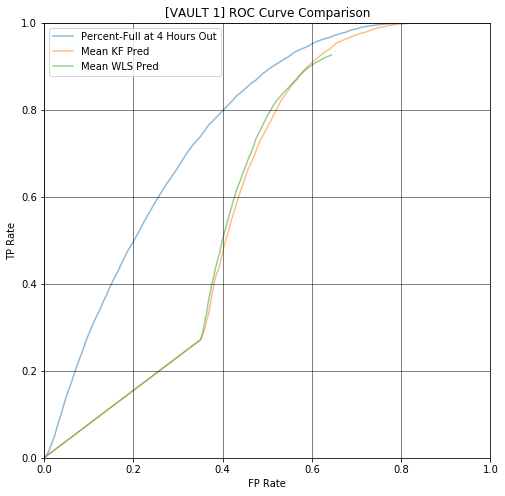 [VAULT 1] ROC Curve Comparison
Percent-Full at 4 Hours Out
Mean KF Pred
Mean WLS Pred
TP Rate
1.0
0.8
0.6
0.4
0.2
0.0
0.0 0.2 0.4 0.6 0.8 1.0
FP Rate